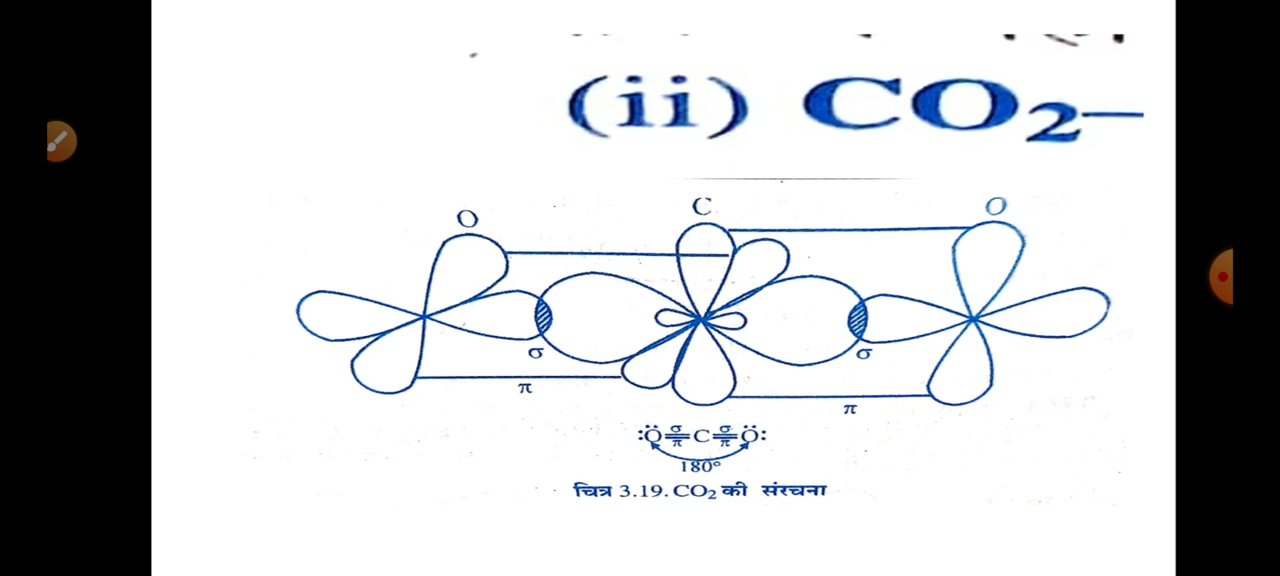 (ii) CO₂–
O C O
σ σ
π π
:Ö σ/π C σ/π Ö:
180°
चित्र 3.19. CO₂ की संरचना